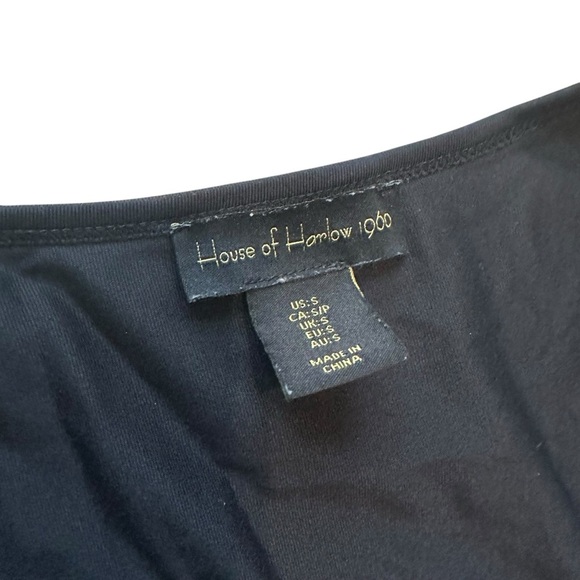 House of Harlow 1960
US:S
CA:S/P
UK:S
EU:S
AU:S
MADE IN
CHINA